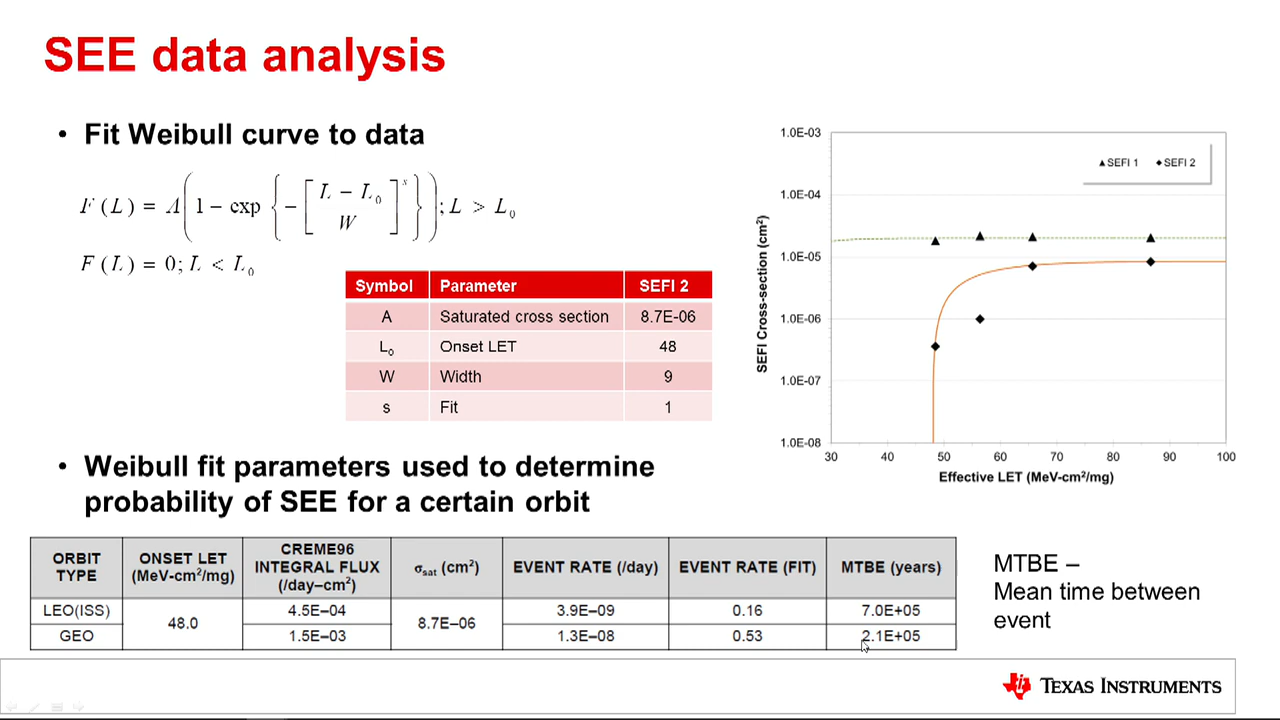 SEE data analysis
• Fit Weibull curve to data
F (L) = A(1 − exp {−[(L − L₀) / W]ˢ}); L > L₀
F (L) = 0; L < L₀
Symbol Parameter SEFI 2
A Saturated cross section 8.7E-06
L₀ Onset LET 48
W Width 9
s Fit 1
1.0E-03
1.0E-04
1.0E-05
1.0E-06
1.0E-07
1.0E-08
SEFI Cross-section (cm²)
▲SEFI 1 ◆SEFI 2
30 40 50 60 70 80 90 100
Effective LET (MeV-cm²/mg)
• Weibull fit parameters used to determine
probability of SEE for a certain orbit
ORBIT
TYPE
ONSET LET
(MeV-cm²/mg)
CREME96
INTEGRAL FLUX
(/day–cm²)
σsat (cm²)
EVENT RATE (/day)
EVENT RATE (FIT)
MTBE (years)
LEO(ISS) 48.0 4.5E–04 8.7E–06 3.9E–09 0.16 7.0E+05
GEO 1.5E–03 1.3E–08 0.53 2.1E+05
MTBE –
Mean time between
event
TEXAS INSTRUMENTS